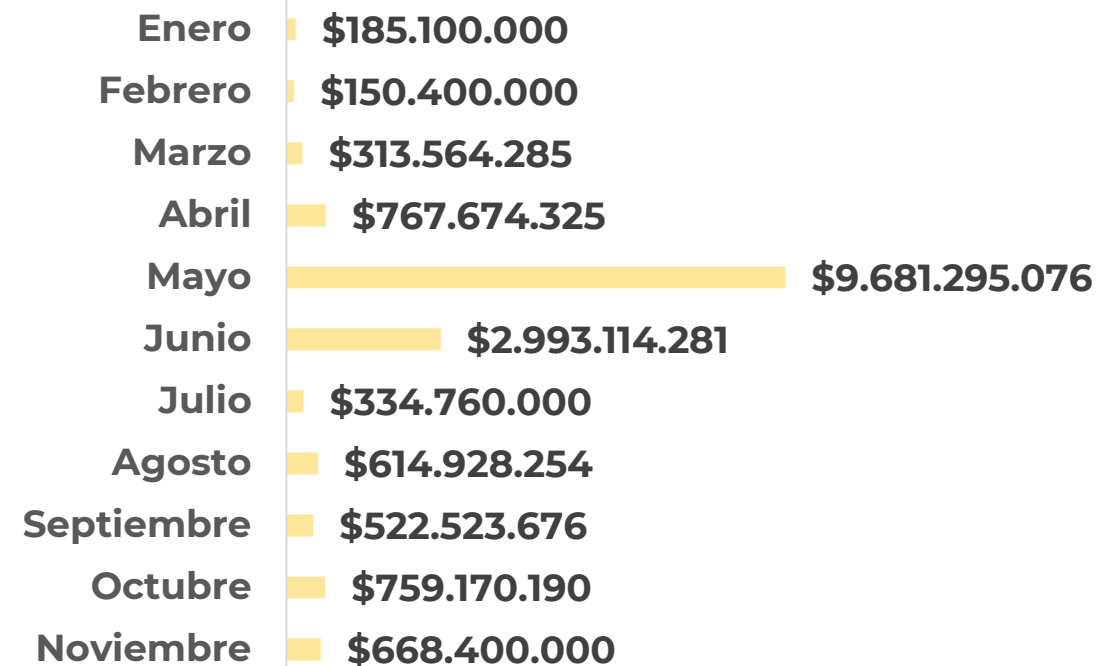 Enero $185.100.000
Febrero $150.400.000
Marzo $313.564.285
Abril $767.674.325
Mayo $9.681.295.076
Junio $2.993.114.281
Julio $334.760.000
Agosto $614.928.254
Septiembre $522.523.676
Octubre $759.170.190
Noviembre $668.400.000